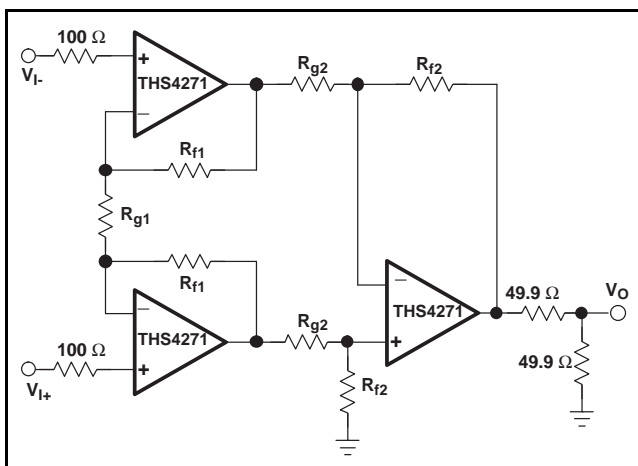 100 Ω
V_I-
+
THS4271
−
R_g2
R_f2
R_f1
R_g1
R_f1
−
THS4271
+
100 Ω
V_I+
R_g2
R_f2
−
THS4271
+
49.9 Ω
V_O
49.9 Ω